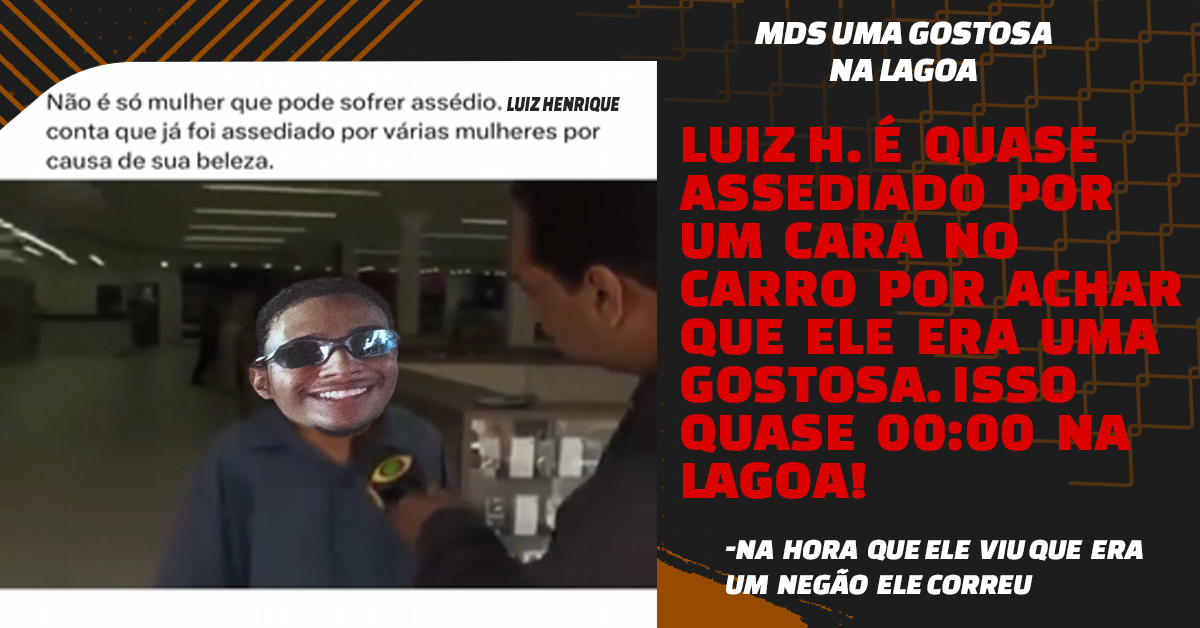 Não é só mulher que pode sofrer assédio. LUIZ HENRIQUE
conta que já foi assediado por várias mulheres por
causa de sua beleza.
MDS UMA GOSTOSA
NA LAGOA
LUIZ H. É QUASE
ASSEDIADO POR
UM CARA NO
CARRO POR ACHAR
QUE ELE ERA UMA
GOSTOSA. ISSO
QUASE 00:00 NA
LAGOA!
-NA HORA QUE ELE VIU QUE ERA
UM NEGÃO ELE CORREU